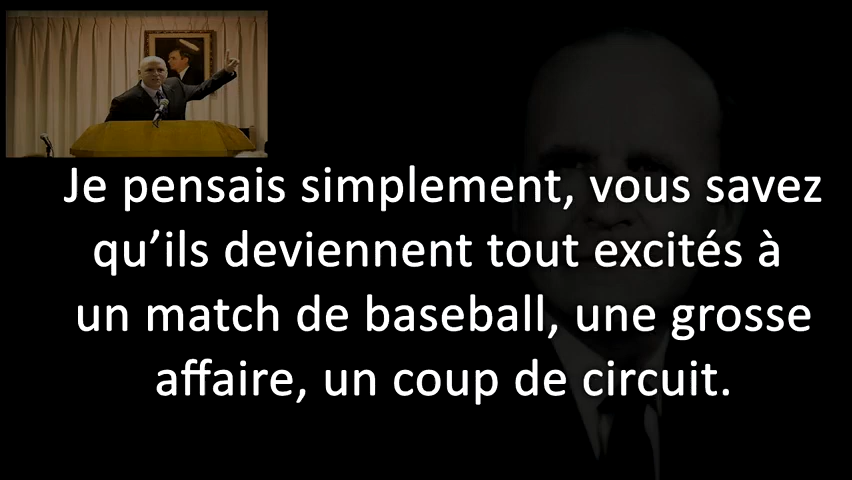 Je pensais simplement, vous savez
qu’ils deviennent tout excités à
un match de baseball, une grosse
affaire, un coup de circuit.